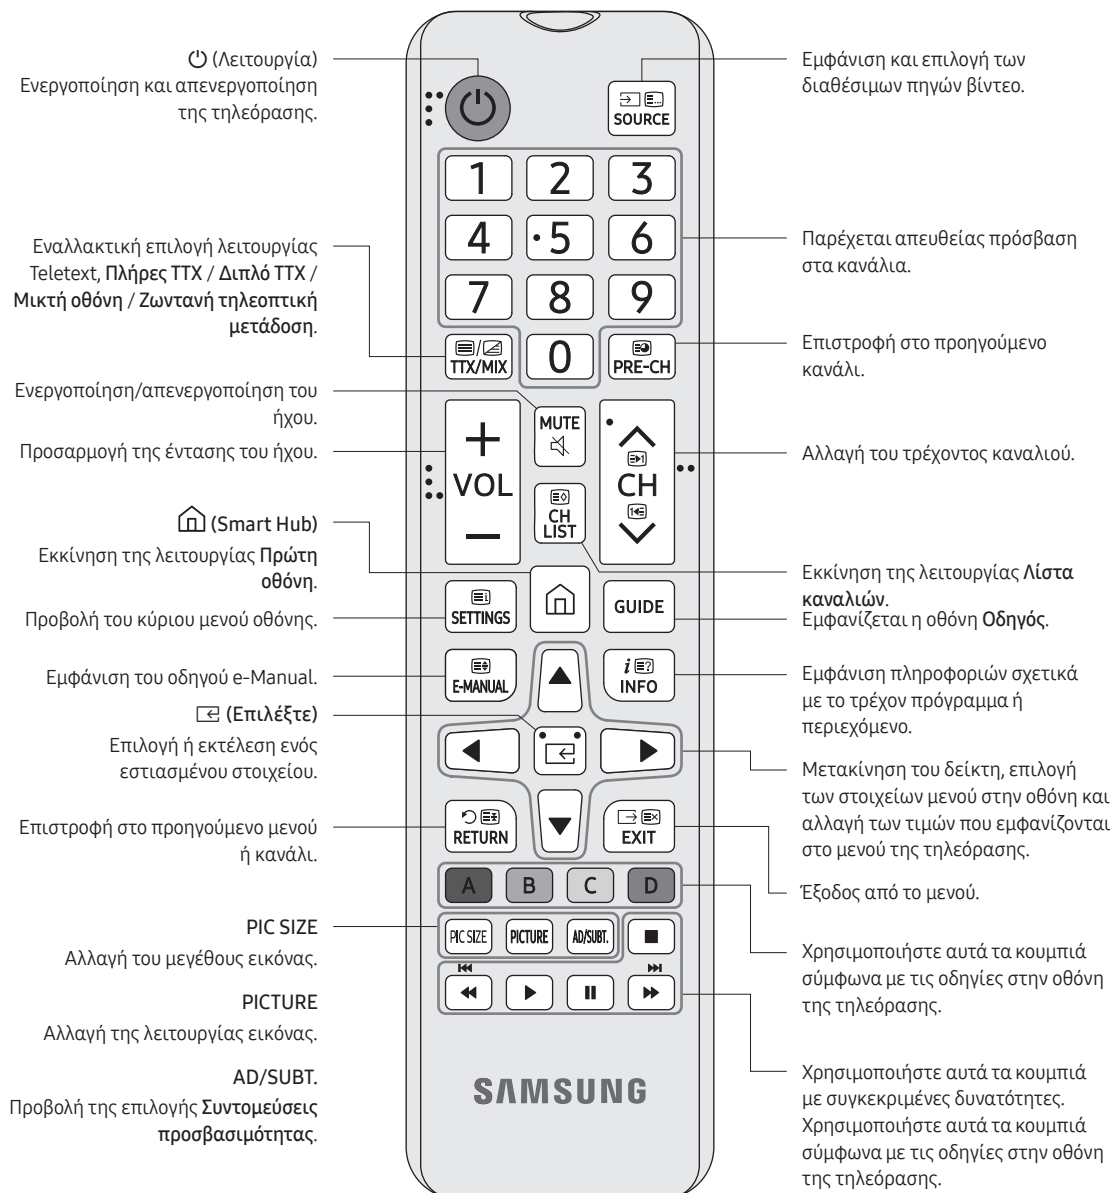 ⏻ (Λειτουργία)
Ενεργοποίηση και απενεργοποίηση
της τηλεόρασης.
Εναλλακτική επιλογή λειτουργίας
Teletext, Πλήρες TTX / Διπλό TTX /
Μικτή οθόνη / Ζωντανή τηλεοπτική
μετάδοση.
Ενεργοποίηση/απενεργοποίηση του
ήχου.
Προσαρμογή της έντασης του ήχου.
(Smart Hub)
Εκκίνηση της λειτουργίας Πρώτη
οθόνη.
Προβολή του κύριου μενού οθόνης.
Εμφάνιση του οδηγού e-Manual.
(Επιλέξτε)
Επιλογή ή εκτέλεση ενός
εστιασμένου στοιχείου.
Επιστροφή στο προηγούμενο μενού
ή κανάλι.
PIC SIZE
Αλλαγή του μεγέθους εικόνας.
PICTURE
Αλλαγή της λειτουργίας εικόνας.
AD/SUBT.
Προβολή της επιλογής Συντομεύσεις
προσβασιμότητας.
SOURCE
1 2 3
4 5 6
7 8 9
TTX/MIX 0 PRE-CH
MUTE
+
VOL
−
CH
LIST
CH
SETTINGS
GUIDE
E-MANUAL
i
INFO
RETURN
EXIT
A B C D
PIC SIZE PICTURE AD/SUBT.
SAMSUNG
Εμφάνιση και επιλογή των
διαθέσιμων πηγών βίντεο.
Παρέχεται απευθείας πρόσβαση
στα κανάλια.
Επιστροφή στο προηγούμενο
κανάλι.
Αλλαγή του τρέχοντος καναλιού.
Εκκίνηση της λειτουργίας Λίστα
καναλιών.
Εμφανίζεται η οθόνη Οδηγός.
Εμφάνιση πληροφοριών σχετικά
με το τρέχον πρόγραμμα ή
περιεχόμενο.
Μετακίνηση του δείκτη, επιλογή
των στοιχείων μενού στην οθόνη και
αλλαγή των τιμών που εμφανίζονται
στο μενού της τηλεόρασης.
Έξοδος από το μενού.
Χρησιμοποιήστε αυτά τα κουμπιά
σύμφωνα με τις οδηγίες στην οθόνη
της τηλεόρασης.
Χρησιμοποιήστε αυτά τα κουμπιά
με συγκεκριμένες δυνατότητες.
Χρησιμοποιήστε αυτά τα κουμπιά
σύμφωνα με τις οδηγίες στην οθόνη
της τηλεόρασης.